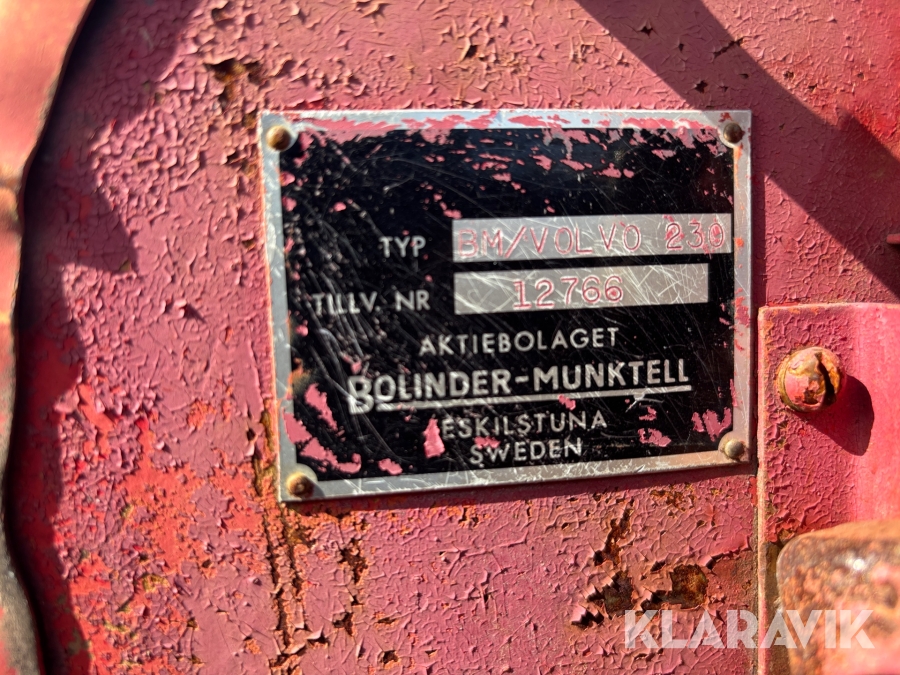 TYP BM/VOLVO 230
TILLV. NR 12766
AKTIEBOLAGET
BOLINDER-MUNKTELL
ESKILSTUNA
SWEDEN
KLARAVIK